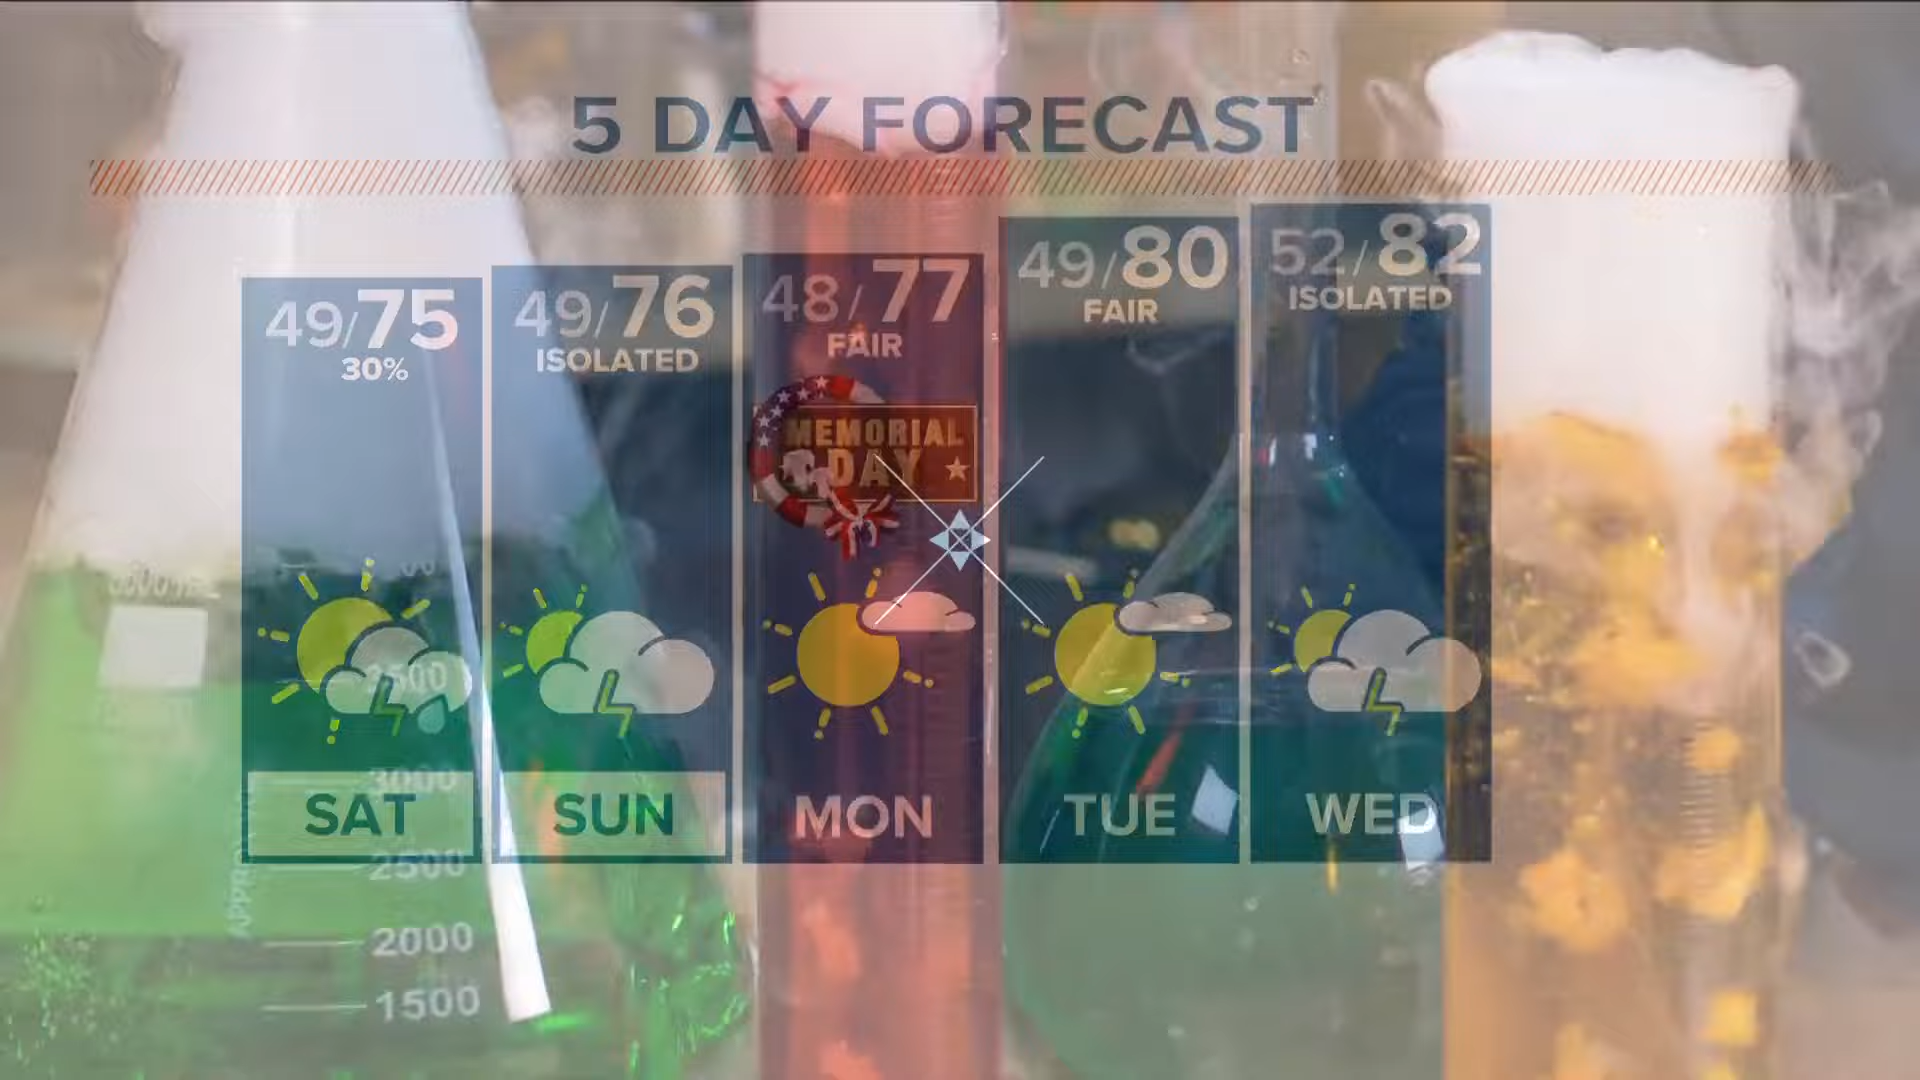 5 DAY FORECAST
49/75
30%
49/76
ISOLATED
48/77
FAIR
MEMORIAL
DAY
49/80
FAIR
52/82
ISOLATED
SAT
SUN
MON
TUE
WED
3500
3000
2500
2000
1500